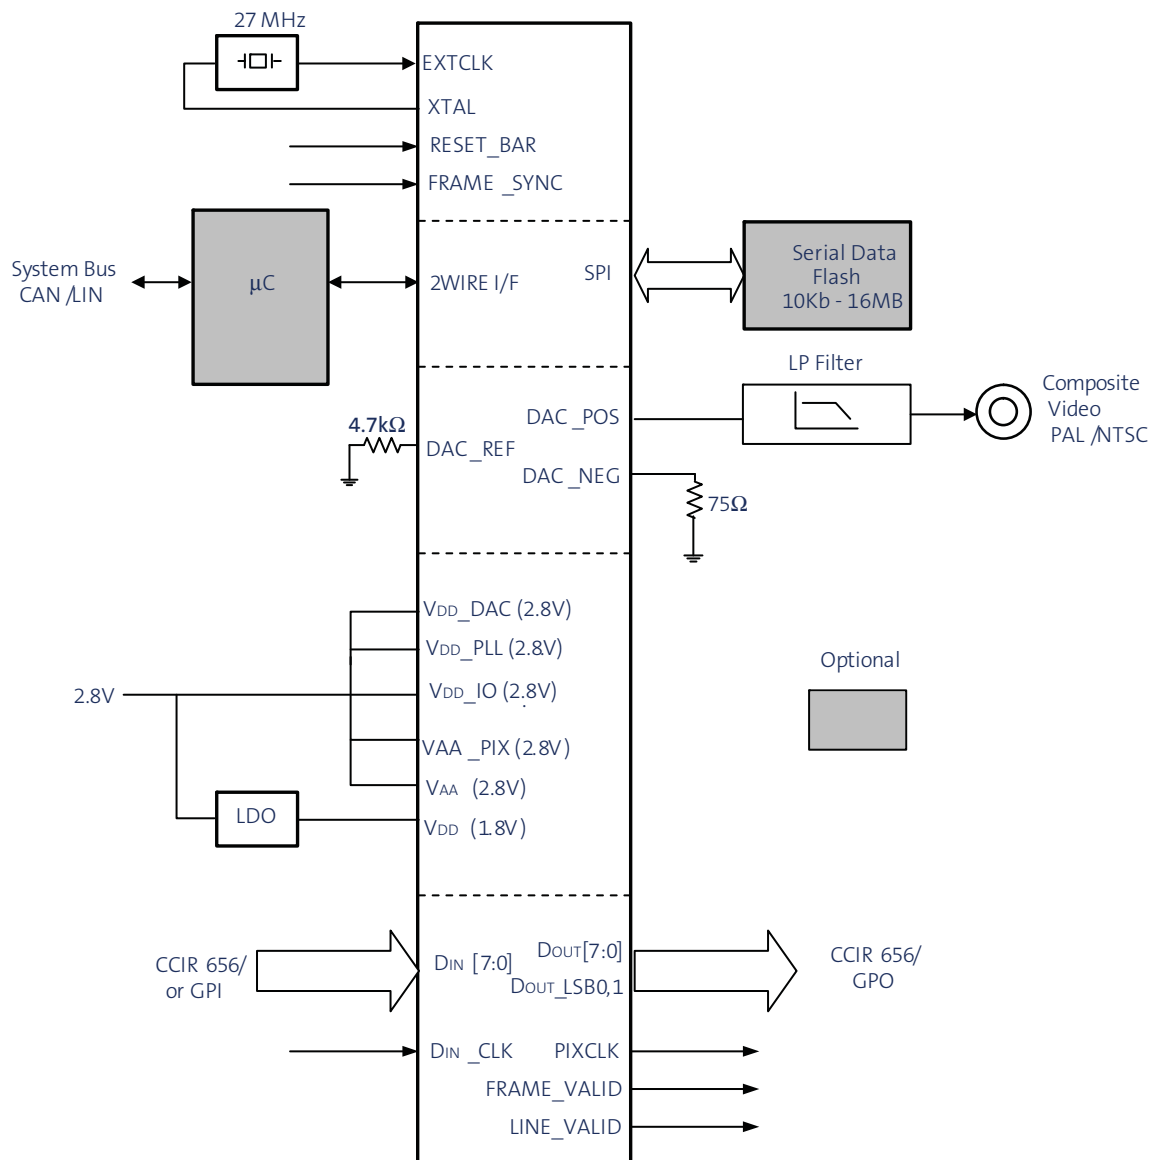 27 MHz
EXTCLK
XTAL
RESET_BAR
FRAME _SYNC
System Bus
CAN /LIN
µC
2WIRE I/F
SPI
Serial Data
Flash
10Kb - 16MB
LP Filter
Composite
Video
PAL /NTSC
DAC _POS
4.7kΩ
DAC _REF
DAC _NEG
75Ω
VDD_DAC (2.8V)
VDD_PLL (2.8V)
2.8V
VDD_IO (2.8V)
VAA _PIX (2.8V)
VAA (2.8V)
LDO
VDD (1.8V)
Optional
CCIR 656/
or GPI
DIN [7:0]
DOUT[7:0]
DOUT_LSB0,1
CCIR 656/
GPO
DIN _CLK
PIXCLK
FRAME_VALID
LINE_VALID